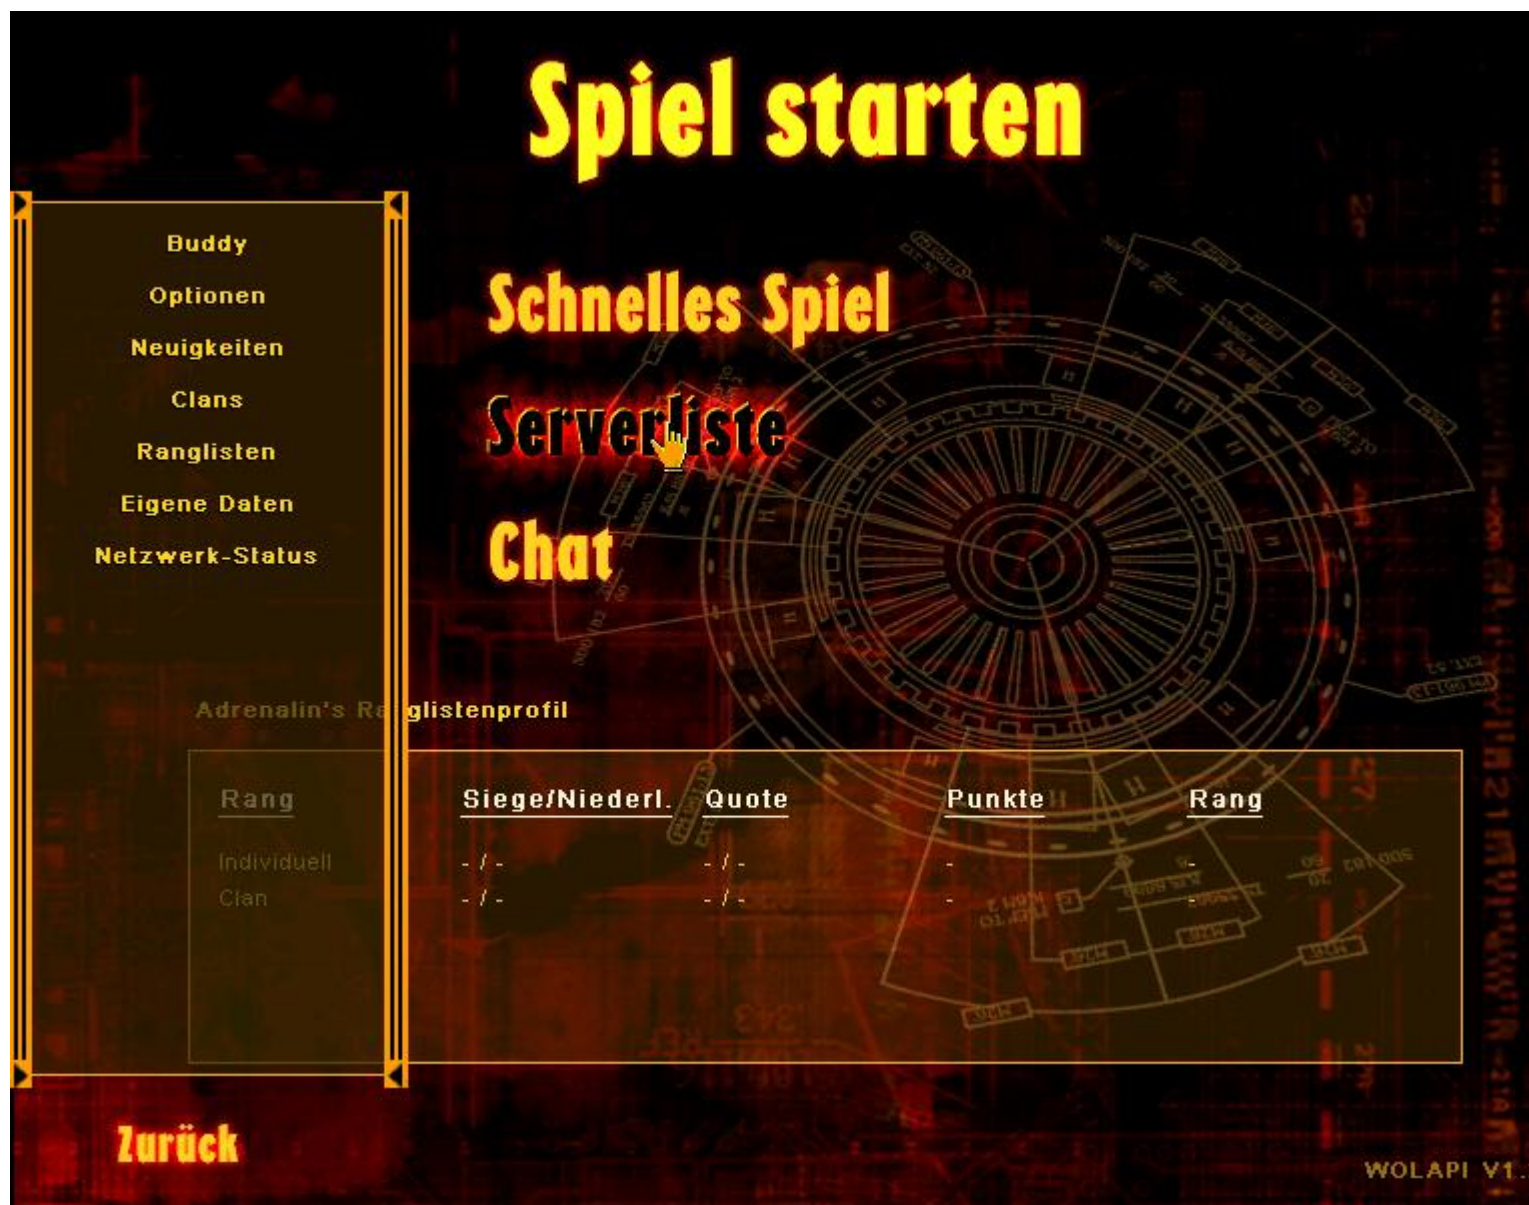 Spiel starten
Buddy
Optionen
Neuigkeiten
Clans
Ranglisten
Eigene Daten
Netzwerk-Status
Schnelles Spiel
Serverliste
Chat
Adrenalin's Ranglistenprofil
Rang Siege/Niederl. Quote Punkte Rang
Individuell - / - - / - - -
Clan - / - - / - - -
Zurück
WOLAPI V1.